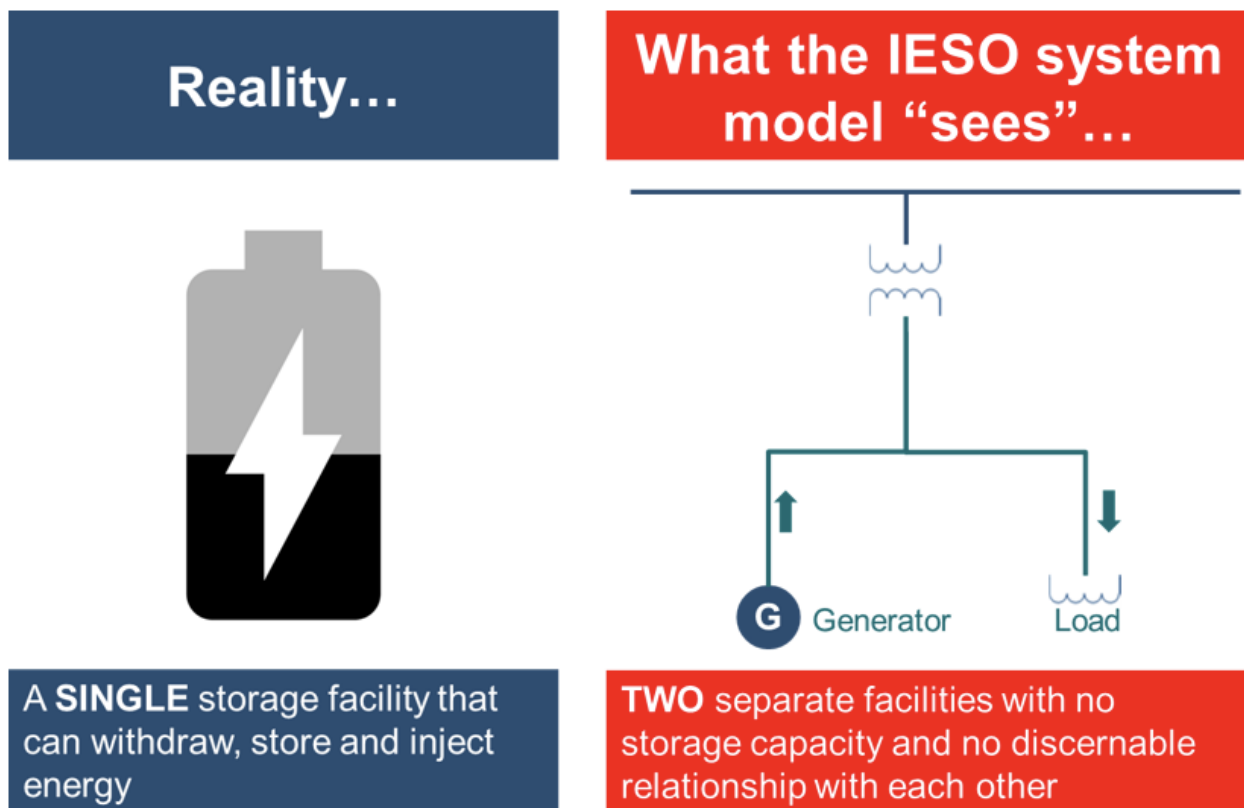 Reality…
What the IESO system
model “sees”…
G
Generator
Load
A SINGLE storage facility that
can withdraw, store and inject
energy
TWO separate facilities with no
storage capacity and no discernable
relationship with each other